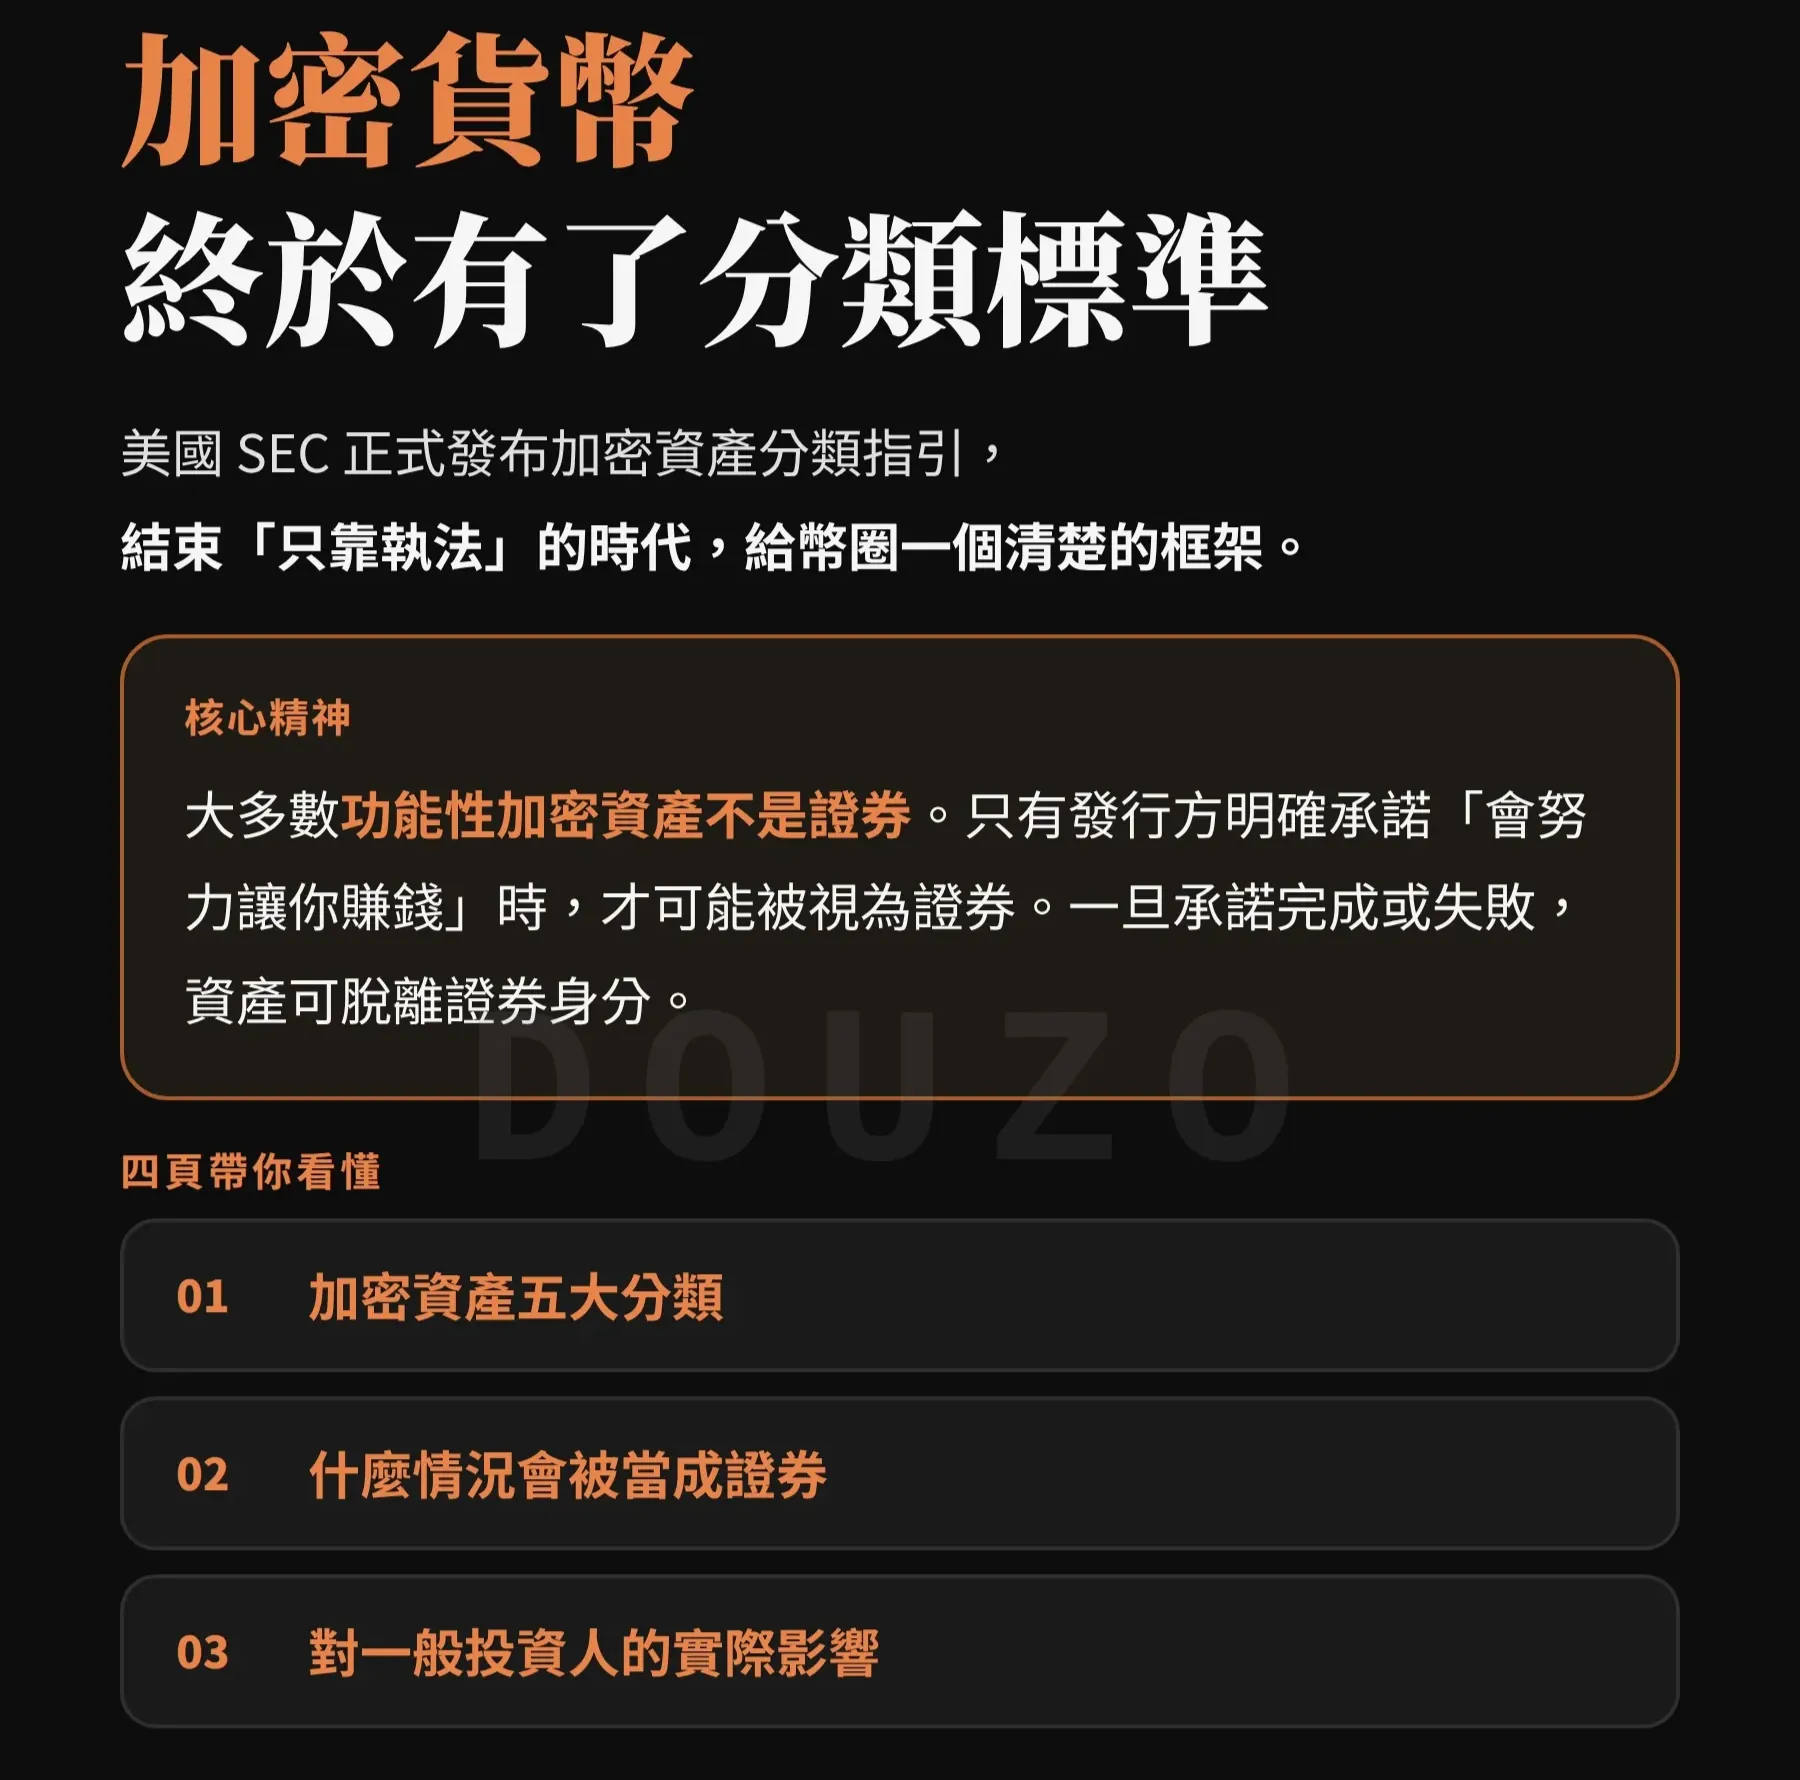 加密貨幣
終於有了分類標準
美國 SEC 正式發布加密資產分類指引，
結束「只靠執法」的時代，給幣圈一個清楚的框架。
核心精神
大多數功能性加密資產不是證券。只有發行方明確承諾「會努
力讓你賺錢」時，才可能被視為證券。一旦承諾完成或失敗，
資產可脫離證券身分。
DOUZO
四頁帶你看懂
01 加密資產五大分類
02 什麼情況會被當成證券
03 對一般投資人的實際影響